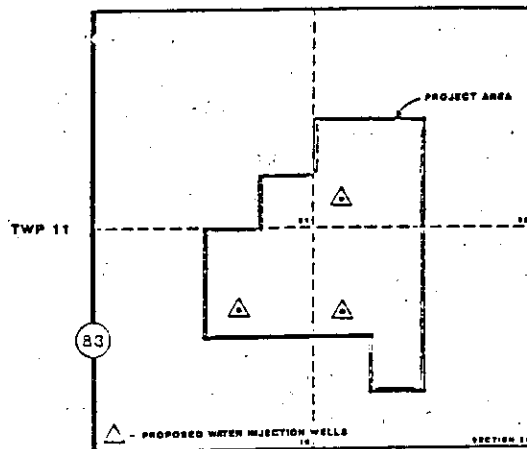 PROJECT AREA
TWP 11
83
- PROPOSED WATER INJECTION WELLS
SECTION